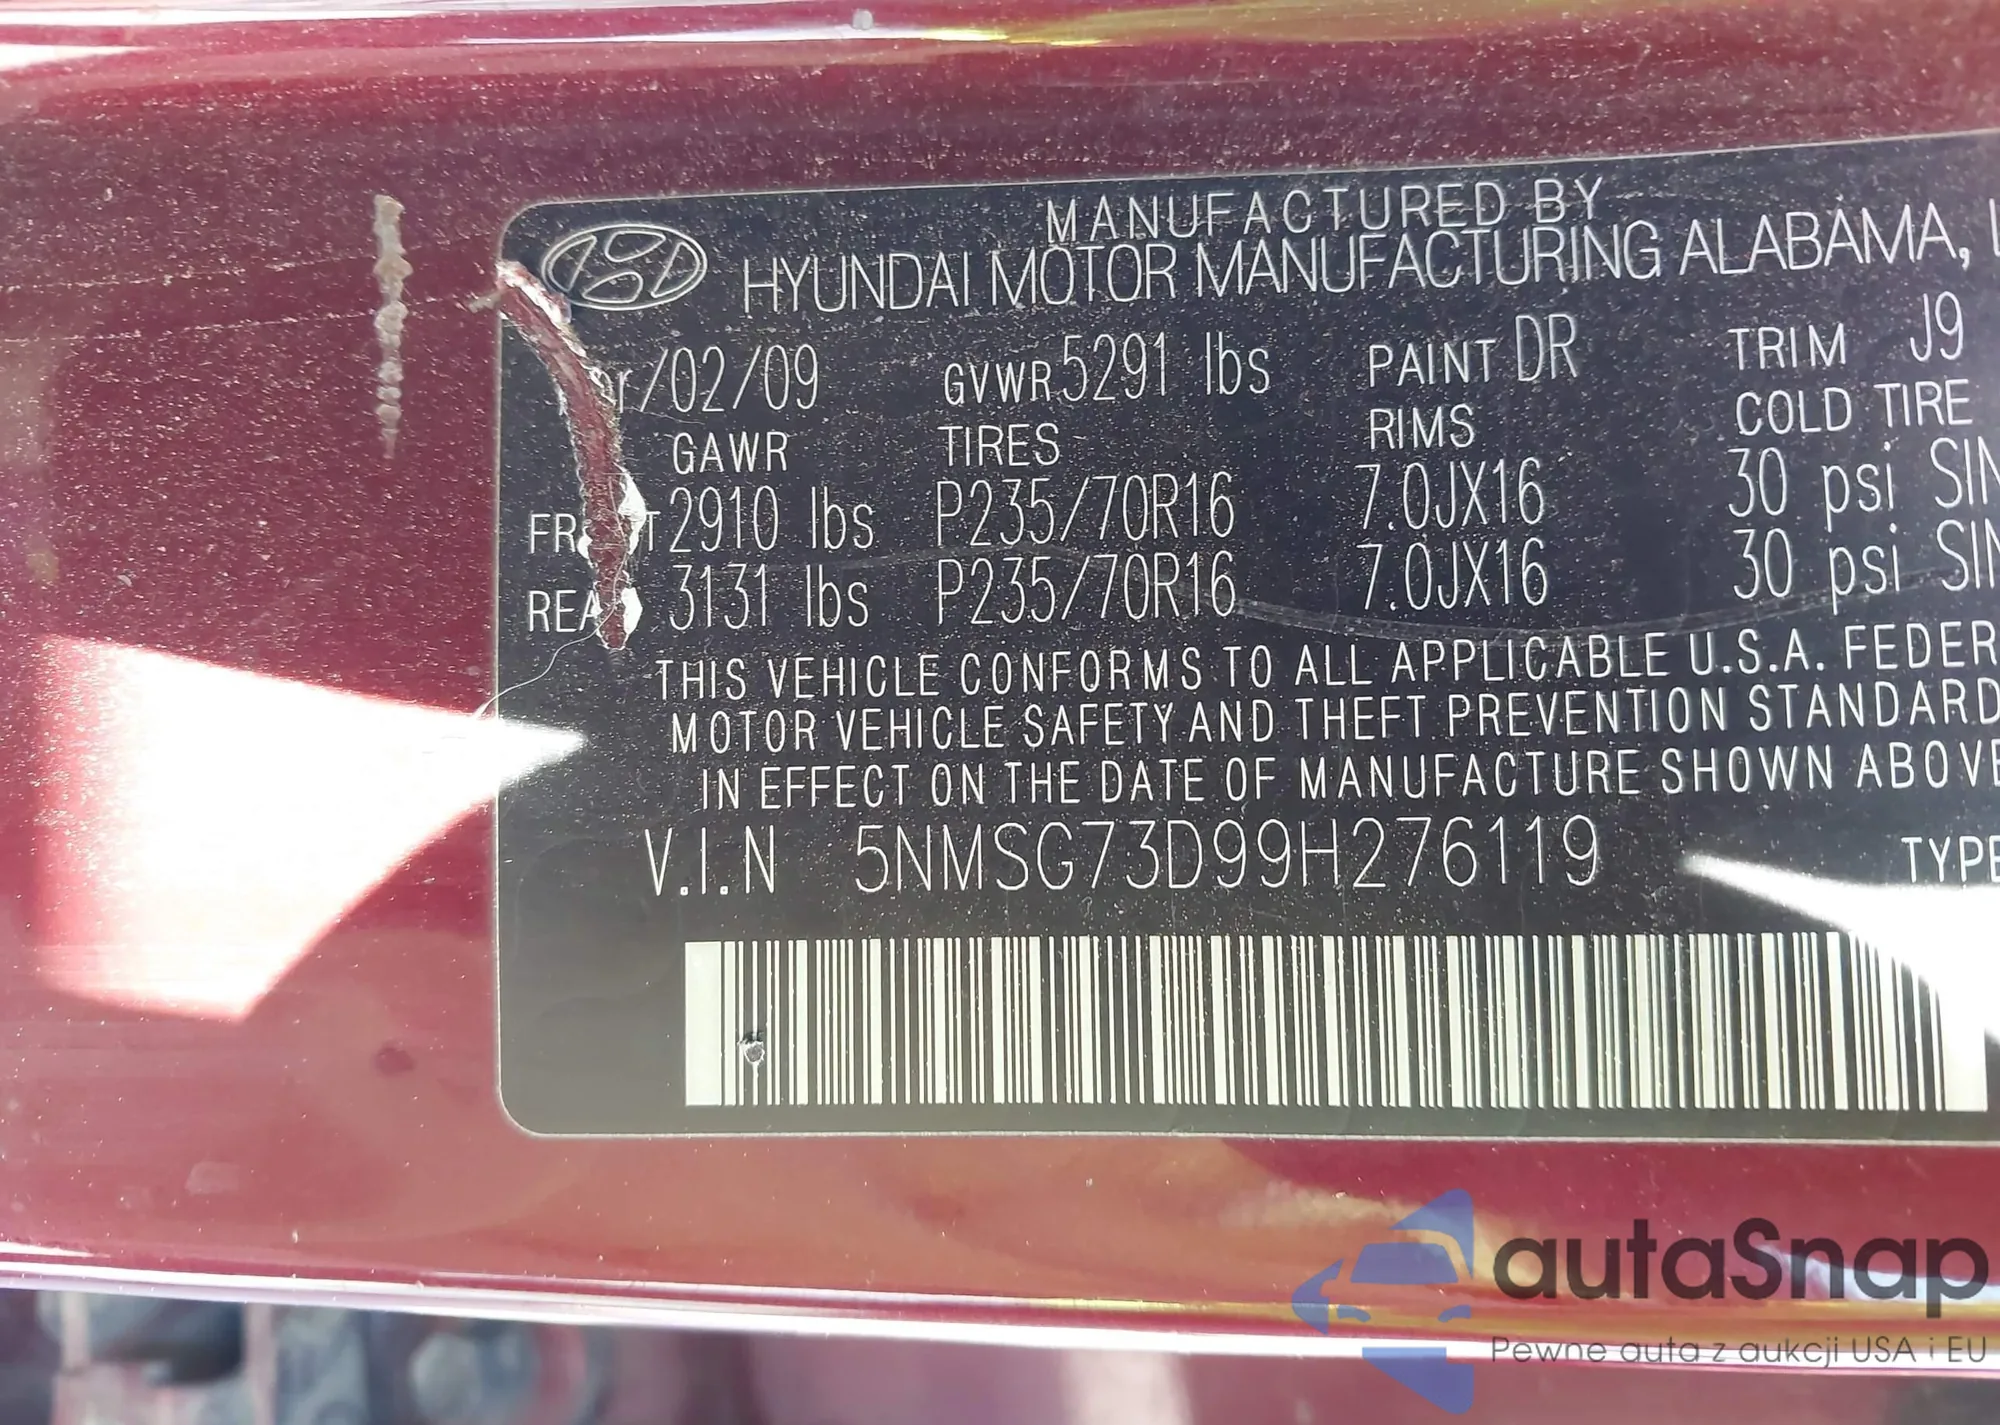 MANUFACTURED BY
HYUNDAI MOTOR MANUFACTURING ALABAMA,
/02/09 GVWR 5291 lbs PAINT DR TRIM J9
GAWR TIRES RIMS COLD TIRE
2910 lbs P235/70R16 7.0JX16 30 psi SIN
3131 lbs P235/70R16 7.0JX16 30 psi SIN
THIS VEHICLE CONFORMS TO ALL APPLICABLE U.S.A. FEDER
MOTOR VEHICLE SAFETY AND THEFT PREVENTION STANDARD
IN EFFECT ON THE DATE OF MANUFACTURE SHOWN ABOVE
V.I.N 5NMSG73D99H276119 TYPE
autaSnap
Pewne auta z aukcji USA i EU